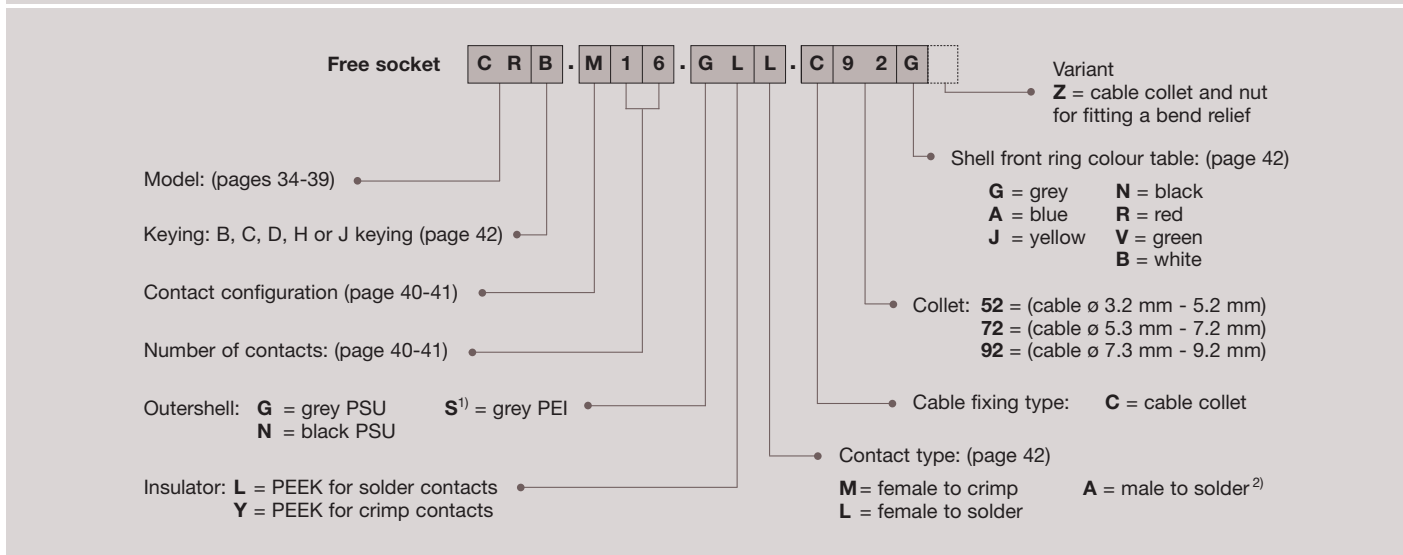 Free socket C R B . M 1 6 . G L L . C 9 2 G
Variant
Z = cable collet and nut
for fitting a bend relief
Model: (pages 34-39)
Shell front ring colour table: (page 42)
G = grey N = black
A = blue R = red
J = yellow V = green
B = white
Keying: B, C, D, H or J keying (page 42)
Contact configuration (page 40-41)
Collet: 52 = (cable ø 3.2 mm - 5.2 mm)
72 = (cable ø 5.3 mm - 7.2 mm)
92 = (cable ø 7.3 mm - 9.2 mm)
Number of contacts: (page 40-41)
Outershell: G = grey PSU S1) = grey PEI
N = black PSU
Cable fixing type: C = cable collet
Contact type: (page 42)
M = female to crimp A = male to solder 2)
L = female to solder
Insulator: L = PEEK for solder contacts
Y = PEEK for crimp contacts